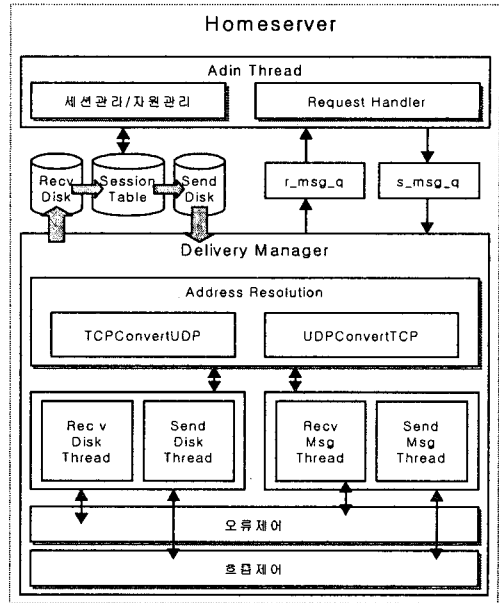 Homeserver
Adin Thread
세션관리/자원관리
Request Handler
Recv
Disk
Session
Table
Send
Disk
r_msg_q
s_msg_q
Delivery Manager
Address Resolution
TCPConvertUDP
UDPConvertTCP
Recv
Disk
Thread
Send
Disk
Thread
Recv
Msg
Thread
Send
Msg
Thread
오류제어
흐름제어